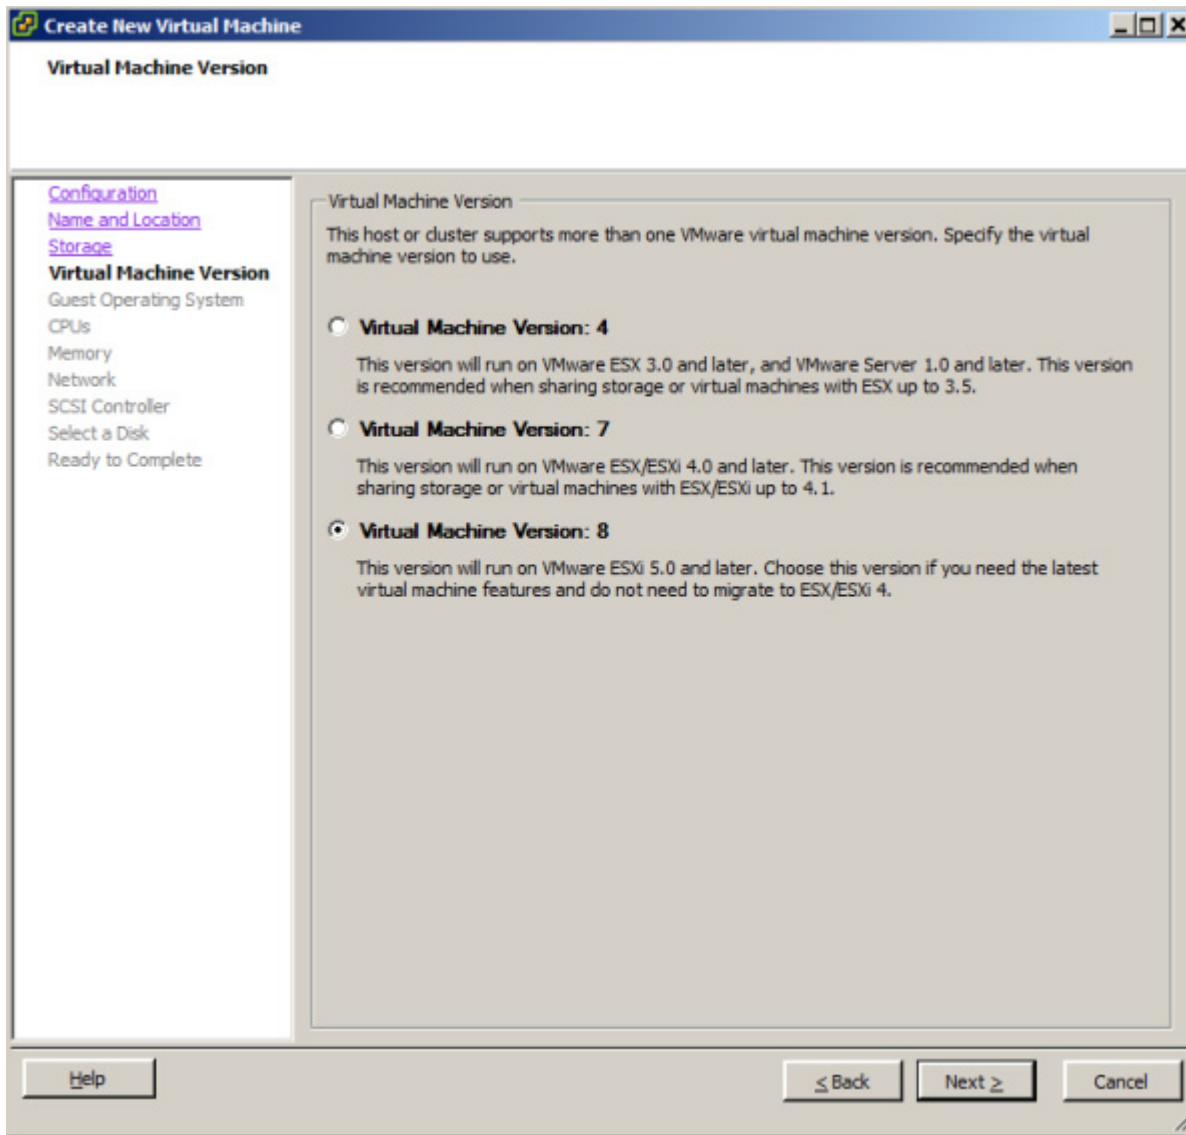 Create New Virtual Machine
Virtual Machine Version
Configuration
Name and Location
Storage
Virtual Machine Version
Guest Operating System
CPUs
Memory
Network
SCSI Controller
Select a Disk
Ready to Complete
Virtual Machine Version
This host or cluster supports more than one VMware virtual machine version. Specify the virtual
machine version to use.
Virtual Machine Version: 4
This version will run on VMware ESX 3.0 and later, and VMware Server 1.0 and later. This version
is recommended when sharing storage or virtual machines with ESX up to 3.5.
Virtual Machine Version: 7
This version will run on VMware ESX/ESXi 4.0 and later. This version is recommended when
sharing storage or virtual machines with ESX/ESXi up to 4.1.
Virtual Machine Version: 8
This version will run on VMware ESXi 5.0 and later. Choose this version if you need the latest
virtual machine features and do not need to migrate to ESX/ESXi 4.
Help
< Back
Next >
Cancel